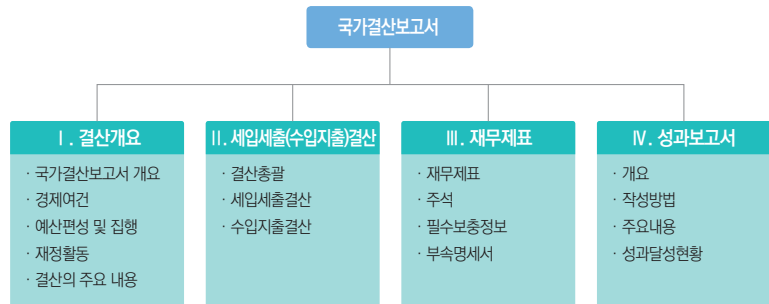 국가결산보고서
Ⅰ. 결산개요
· 국가결산보고서 개요
· 경제여건
· 예산편성 및 집행
· 재정활동
· 결산의 주요 내용
Ⅱ. 세입세출(수입지출)결산
· 결산총괄
· 세입세출결산
· 수입지출결산
Ⅲ. 재무제표
· 재무제표
· 주석
· 필수보충정보
· 부속명세서
Ⅳ. 성과보고서
· 개요
· 작성방법
· 주요내용
· 성과달성현황